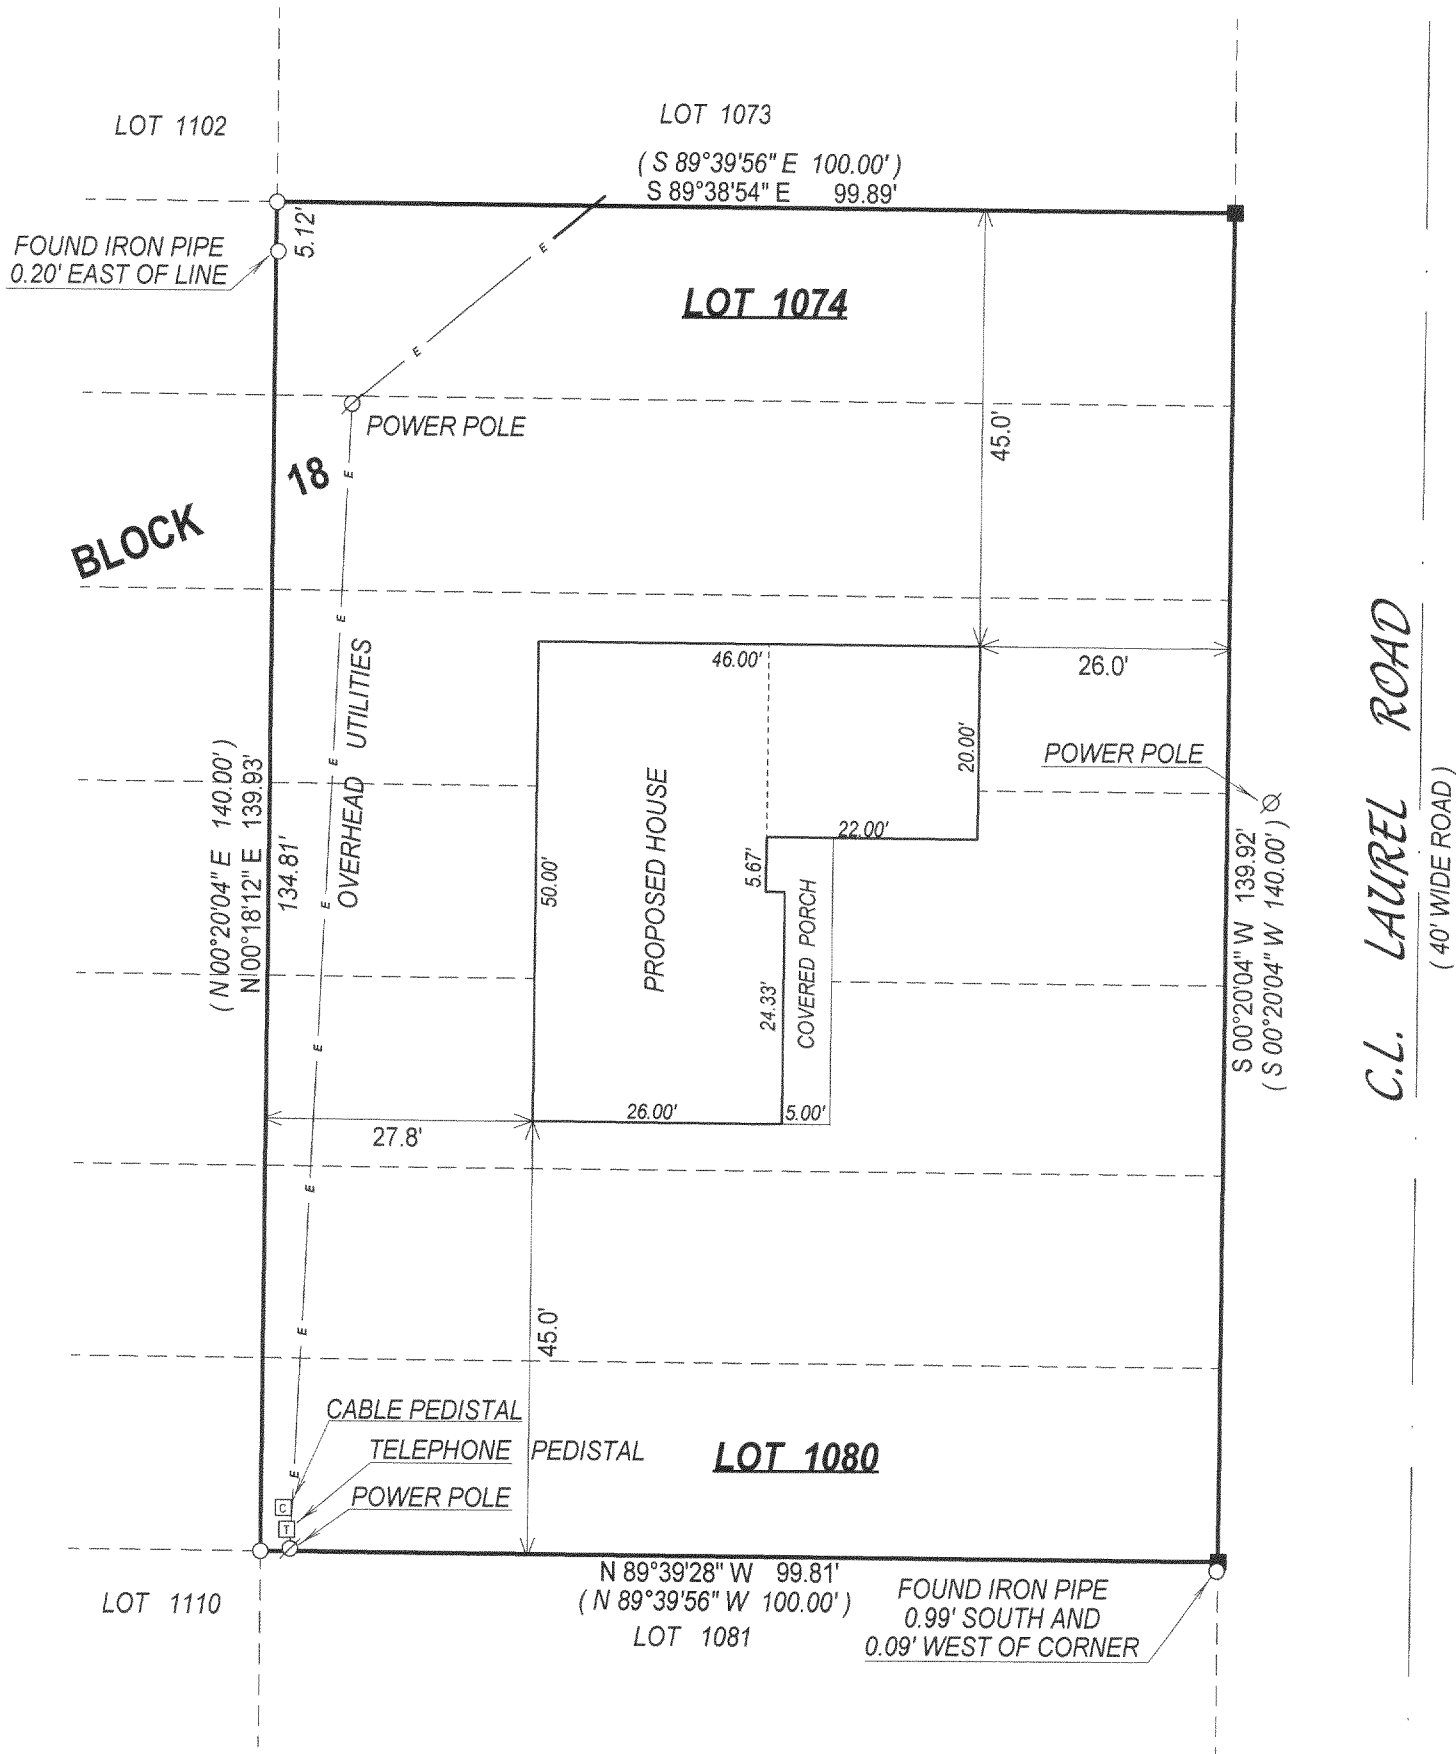 LOT 1102
LOT 1073
( S 89°39'56" E 100.00' )
S 89°38'54" E 99.89'
5.12'
FOUND IRON PIPE
0.20' EAST OF LINE
E
LOT 1074
E
POWER POLE
45.0'
18
E
BLOCK
E
46.00'
26.0'
OVERHEAD UTILITIES
E
20.00'
POWER POLE
C.L. LAUREL ROAD
( 40' WIDE ROAD )
( N 00°20'04" E 140.00' )
N 00°18'12" E 139.93'
134.81'
PROPOSED HOUSE
22.00'
5.67'
50.00'
E
COVERED PORCH
24.33'
S 00°20'04" W 139.92'
( S 00°20'04" W 140.00' )
E
26.00'
5.00'
27.8'
E
45.0'
E
CABLE PEDISTAL
TELEPHONE PEDISTAL
LOT 1080
E
POWER POLE
C
T
N 89°39'28" W 99.81'
( N 89°39'56" W 100.00' )
LOT 1081
LOT 1110
FOUND IRON PIPE
0.99' SOUTH AND
0.09' WEST OF CORNER